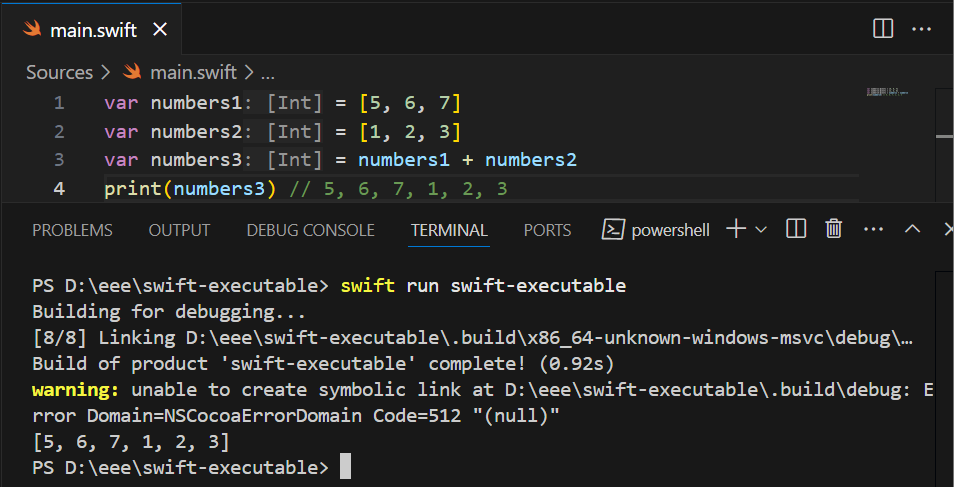 main.swift
Sources > main.swift > ...
1 var numbers1: [Int] = [5, 6, 7]
2 var numbers2: [Int] = [1, 2, 3]
3 var numbers3: [Int] = numbers1 + numbers2
4 print(numbers3) // 5, 6, 7, 1, 2, 3
PROBLEMS OUTPUT DEBUG CONSOLE TERMINAL PORTS powershell
PS D:\eee\swift-executable> swift run swift-executable
Building for debugging...
[8/8] Linking D:\eee\swift-executable\.build\x86_64-unknown-windows-msvc\debug\…
Build of product 'swift-executable' complete! (0.92s)
warning: unable to create symbolic link at D:\eee\swift-executable\.build\debug: E
rror Domain=NSCocoaErrorDomain Code=512 "(null)"
[5, 6, 7, 1, 2, 3]
PS D:\eee\swift-executable>